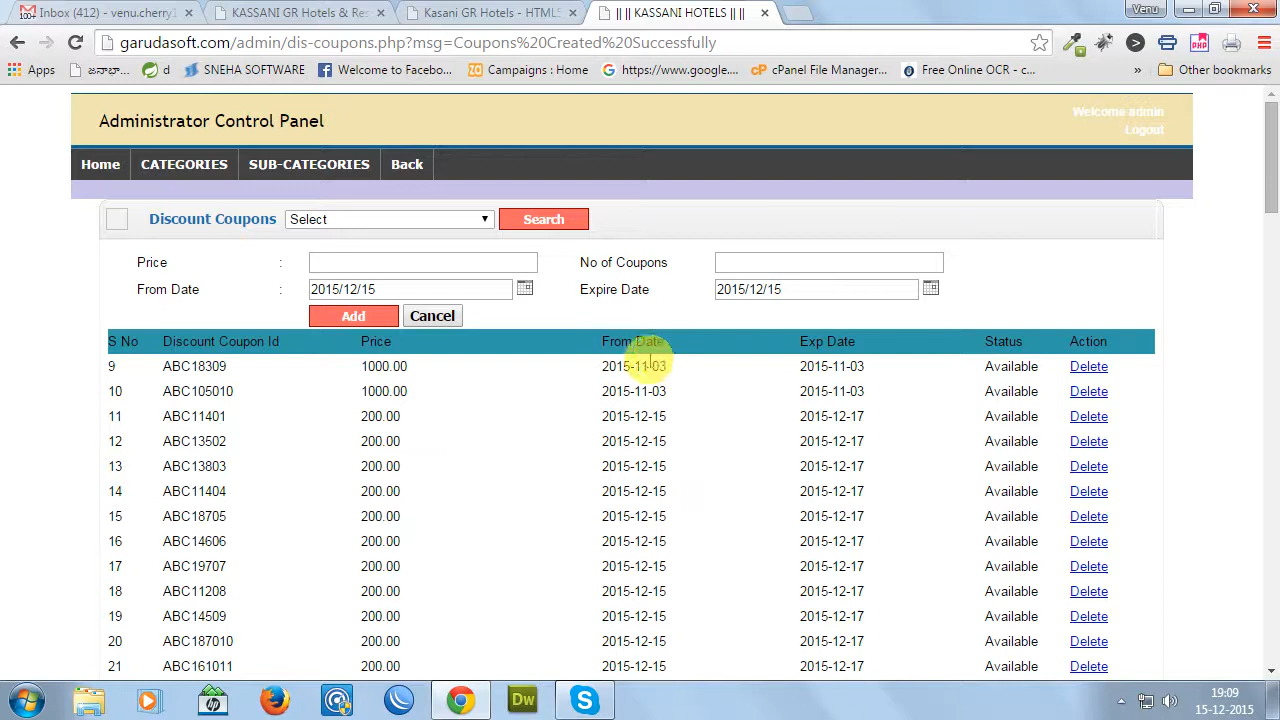 Inbox (412) - venu.cherry1
KASSANI GR Hotels & Res
Kasani GR Hotels - HTML5
|| || KASSANI HOTELS || ||
Venu
garudasoft.com/admin/dis-coupons.php?msg=Coupons%20Created%20Successfully
Apps
d
SNEHA SOFTWARE
Welcome to Facebo...
Campaigns : Home
https://www.google....
cPanel File Manager...
Free Online OCR - c...
»
Other bookmarks
Administrator Control Panel
Welcome admin
Logout
Home
CATEGORIES
SUB-CATEGORIES
Back
Discount Coupons
Select
Search
Price :
No of Coupons
From Date : 2015/12/15
Expire Date 2015/12/15
Add
Cancel
S No Discount Coupon Id Price From Date Exp Date Status Action
9 ABC18309 1000.00 2015-11-03 2015-11-03 Available Delete
10 ABC105010 1000.00 2015-11-03 2015-11-03 Available Delete
11 ABC11401 200.00 2015-12-15 2015-12-17 Available Delete
12 ABC13502 200.00 2015-12-15 2015-12-17 Available Delete
13 ABC13803 200.00 2015-12-15 2015-12-17 Available Delete
14 ABC11404 200.00 2015-12-15 2015-12-17 Available Delete
15 ABC18705 200.00 2015-12-15 2015-12-17 Available Delete
16 ABC14606 200.00 2015-12-15 2015-12-17 Available Delete
17 ABC19707 200.00 2015-12-15 2015-12-17 Available Delete
18 ABC11208 200.00 2015-12-15 2015-12-17 Available Delete
19 ABC14509 200.00 2015-12-15 2015-12-17 Available Delete
20 ABC187010 200.00 2015-12-15 2015-12-17 Available Delete
21 ABC161011 200.00 2015-12-15 2015-12-17 Available Delete
19:09
15-12-2015